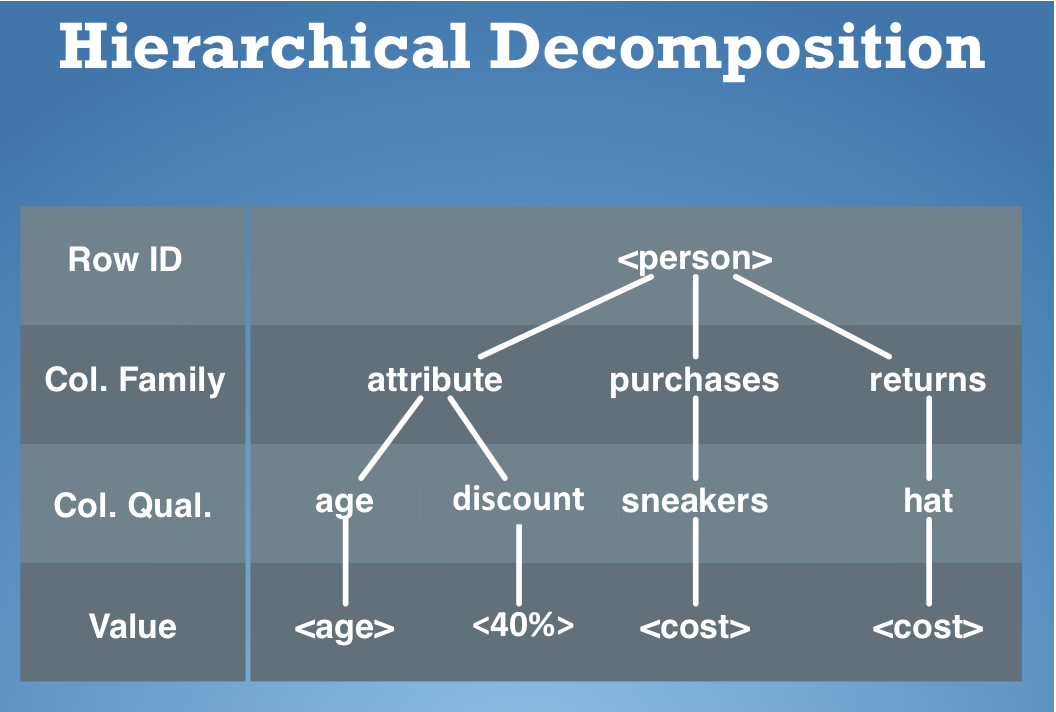 Hierarchical Decomposition
Row ID <person>
Col. Family attribute purchases returns
Col. Qual. age discount sneakers hat
Value <age> <40%> <cost> <cost>